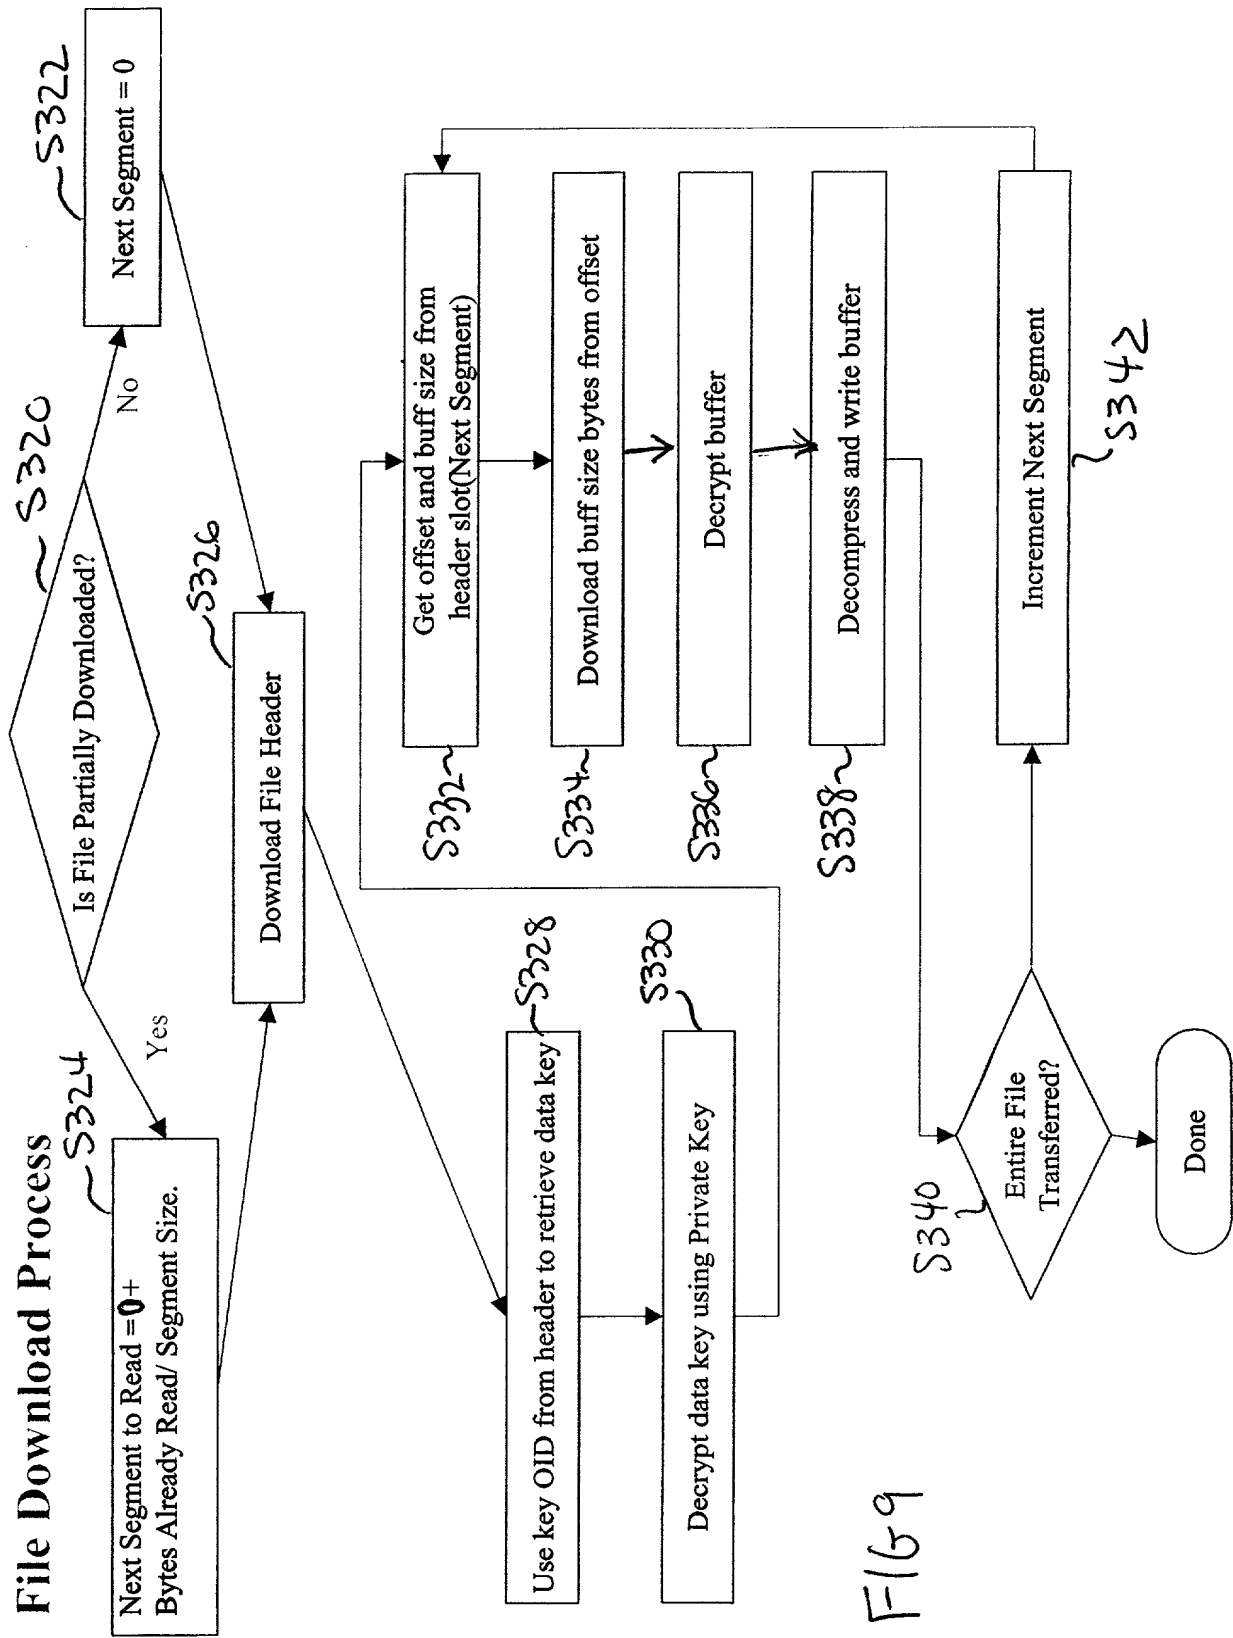 File Download Process
Is File Partially Downloaded?
S320
Yes
No
Next Segment to Read =0+
Bytes Already Read/ Segment Size.
S324
Next Segment = 0
S322
Download File Header
S326
Use key OID from header to retrieve data key
S328
Decrypt data key using Private Key
S330
Get offset and buff size from
header slot(Next Segment)
S332
Download buff size bytes from offset
S334
Decrypt buffer
S336
Decompress and write buffer
S338
Entire File
Transferred?
S340
Increment Next Segment
S342
Done
FIG 9